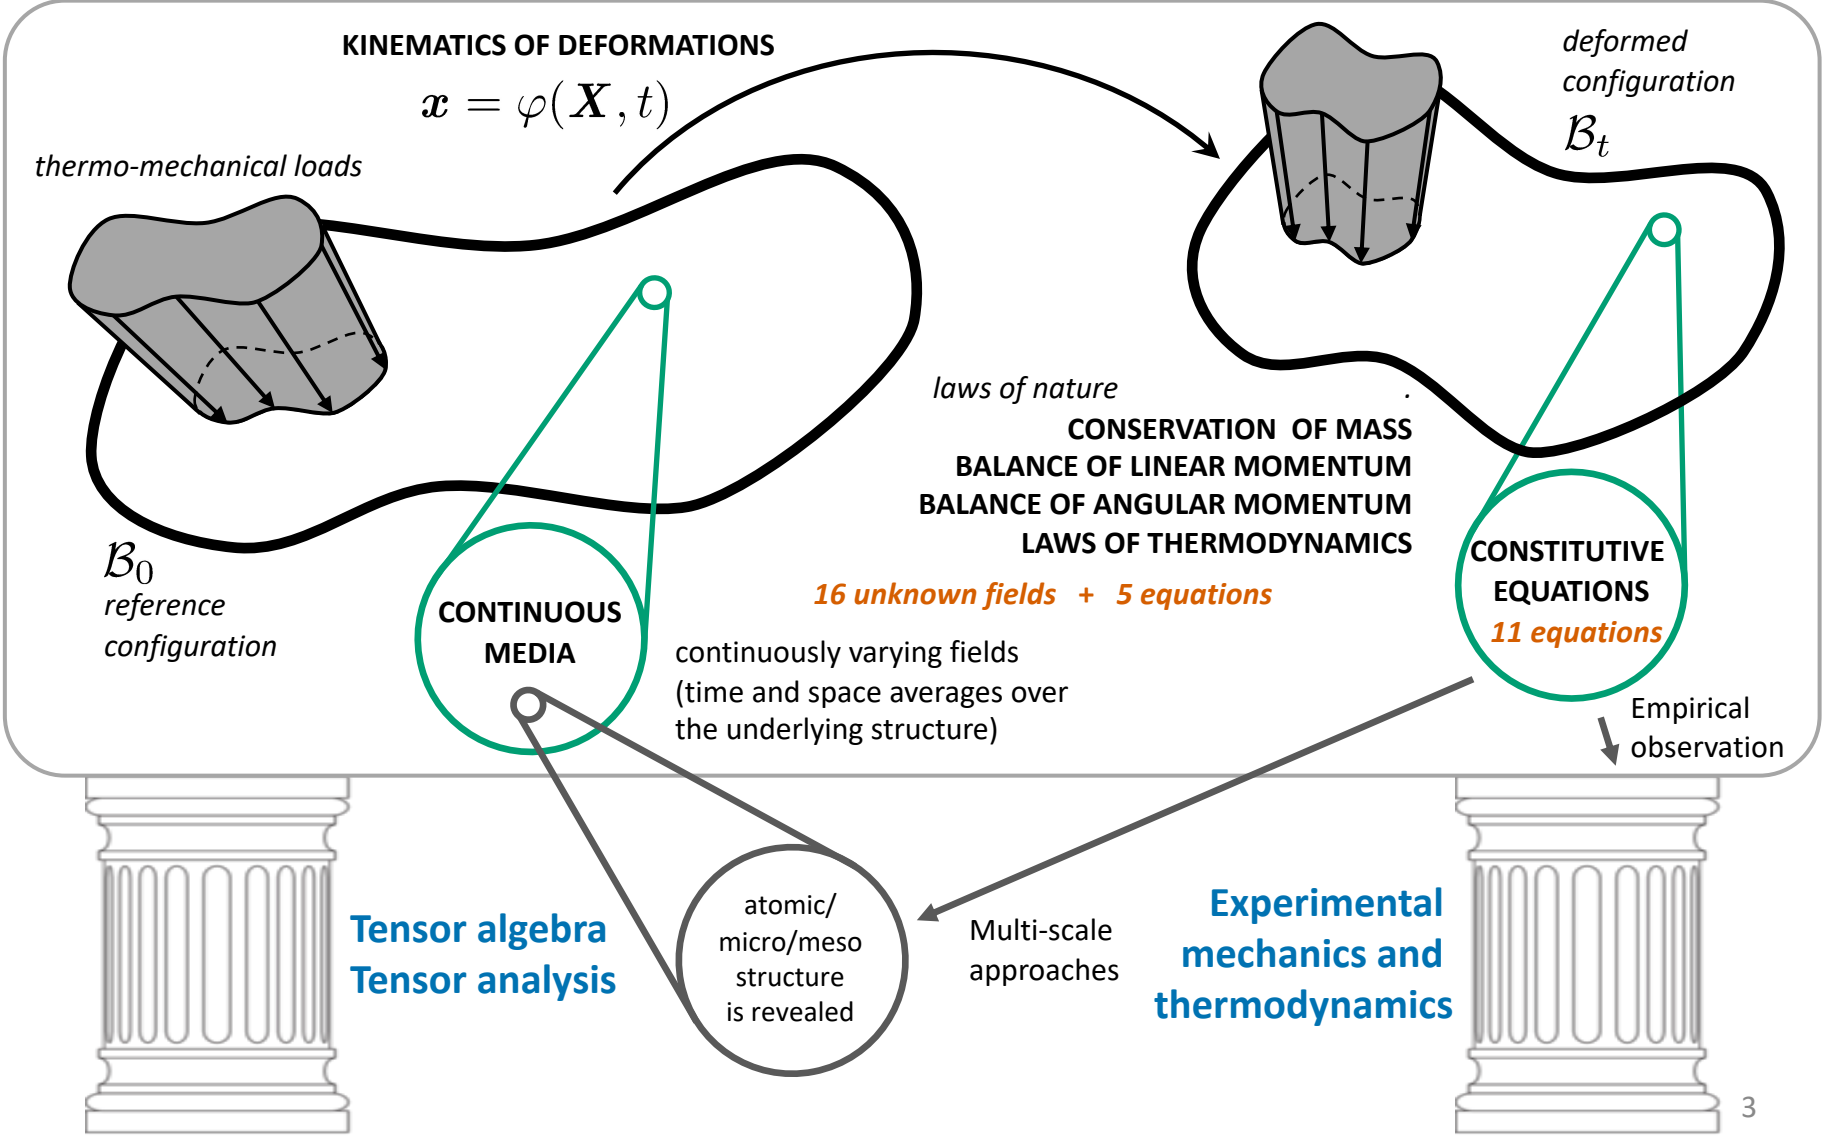 KINEMATICS OF DEFORMATIONS
x = φ(X, t)
thermo-mechanical loads
deformed
configuration
ℬt
laws of nature .
CONSERVATION OF MASS
BALANCE OF LINEAR MOMENTUM
BALANCE OF ANGULAR MOMENTUM
LAWS OF THERMODYNAMICS
16 unknown fields + 5 equations
ℬ0
reference
configuration
CONTINUOUS
MEDIA
continuously varying fields
(time and space averages over
the underlying structure)
CONSTITUTIVE
EQUATIONS
11 equations
Empirical
observation
Tensor algebra
Tensor analysis
atomic/
micro/meso
structure
is revealed
Multi-scale
approaches
Experimental
mechanics and
thermodynamics
3